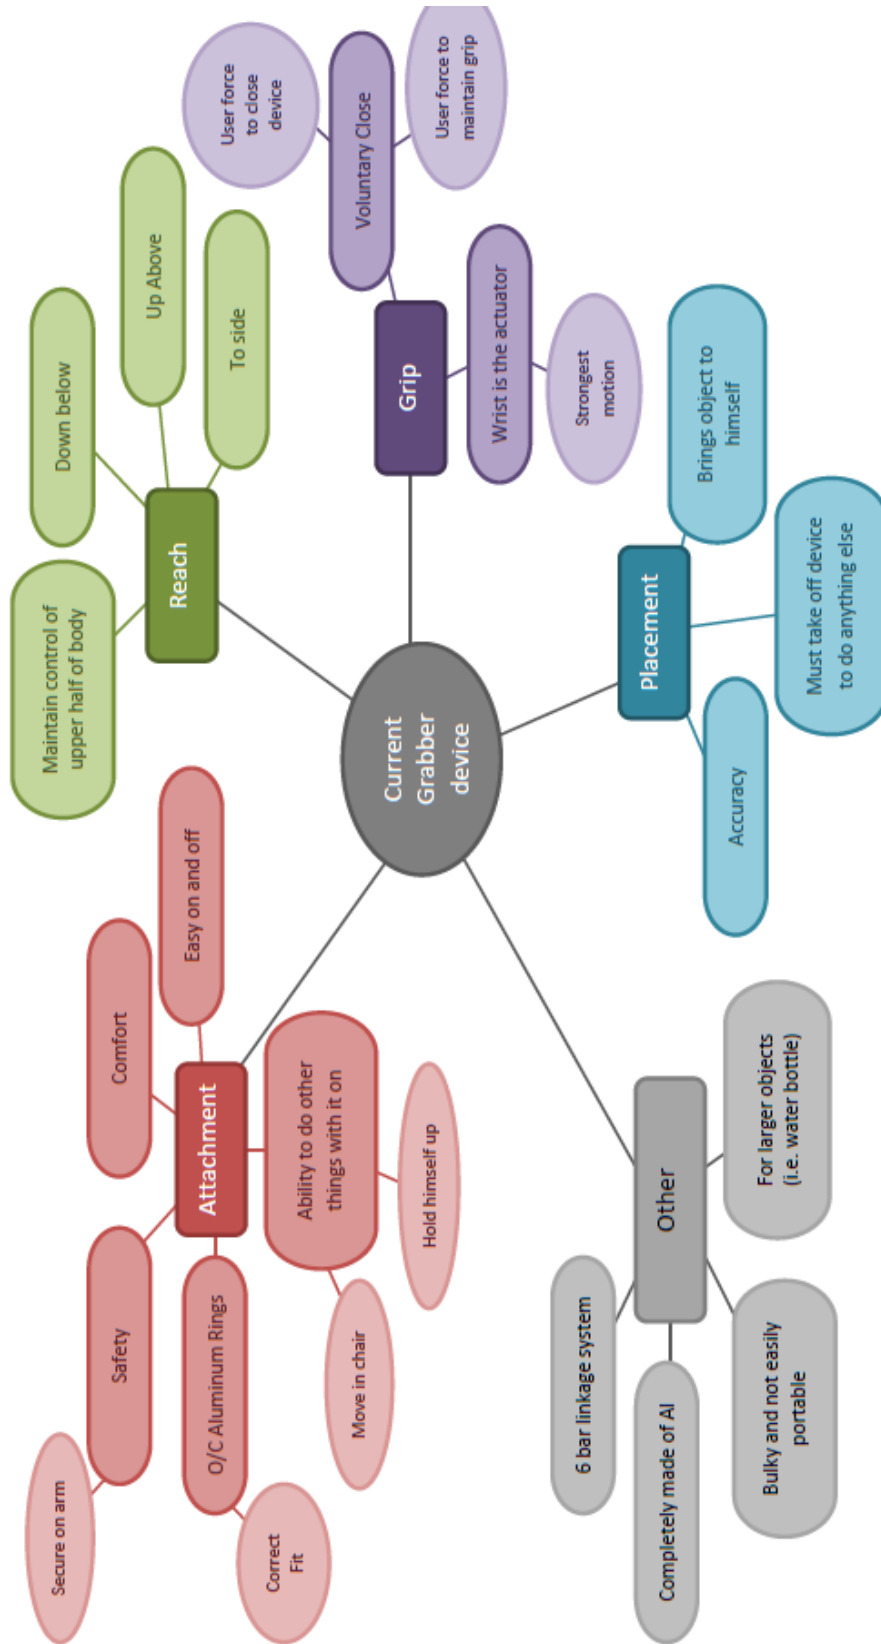 Secure on arm
Safety
Comfort
Easy on and off
Attachment
O/C Aluminum Rings
Correct
Fit
Ability to do other
things with it on
Move in chair
Hold himself up
Maintain control of
upper half of body
Down below
Up Above
To side
Reach
User force
to close
device
Voluntary Close
User force to
maintain grip
Grip
Wrist is the actuator
Strongest
motion
Current
Grabber
device
Placement
Brings object to
himself
Must take off device
to do anything else
Accuracy
Other
6 bar linkage system
Completely made of Al
Bulky and not easily
portable
For larger objects
(i.e. water bottle)